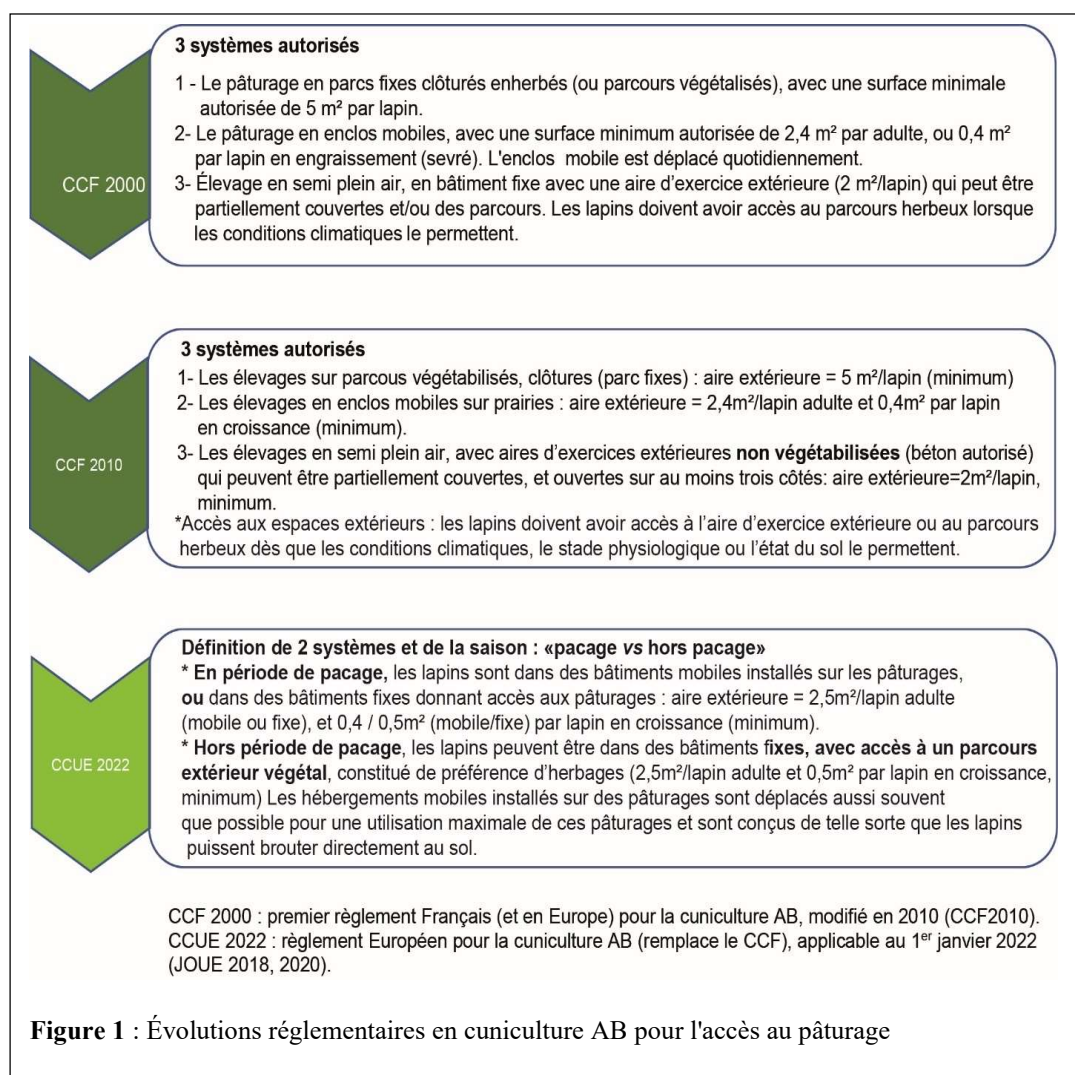 3 systèmes autorisés
1 - Le pâturage en parcs fixes clôturés enherbés (ou parcours végétalisés), avec une surface minimale
autorisée de 5 m² par lapin.
2- Le pâturage en enclos mobiles, avec une surface minimum autorisée de 2,4 m² par adulte, ou 0,4 m²
par lapin en engraissement (sevré). L'enclos mobile est déplacé quotidiennement.
3- Élevage en semi plein air, en bâtiment fixe avec une aire d'exercice extérieure (2 m²/lapin) qui peut être
partiellement couvertes et/ou des parcours. Les lapins doivent avoir accès au parcours herbeux lorsque
les conditions climatiques le permettent.
CCF 2000
3 systèmes autorisés
1- Les élevages sur parcous végétabilisés, clôtures (parc fixes) : aire extérieure = 5 m²/lapin (minimum)
2- Les élevages en enclos mobiles sur prairies : aire extérieure = 2,4m²/lapin adulte et 0,4m² par lapin
en croissance (minimum).
3- Les élevages en semi plein air, avec aires d'exercices extérieures non végétabilisées (béton autorisé)
qui peuvent être partiellement couvertes, et ouvertes sur au moins trois côtés: aire extérieure=2m²/lapin,
minimum.
*Accès aux espaces extérieurs : les lapins doivent avoir accès à l'aire d'exercice extérieure ou au parcours
herbeux dès que les conditions climatiques, le stade physiologique ou l'état du sol le permettent.
CCF 2010
Définition de 2 systèmes et de la saison : «pacage vs hors pacage»
* En période de pacage, les lapins sont dans des bâtiments mobiles installés sur les pâturages,
ou dans des bâtiments fixes donnant accès aux pâturages : aire extérieure = 2,5m²/lapin adulte
(mobile ou fixe), et 0,4 / 0,5m² (mobile/fixe) par lapin en croissance (minimum).
* Hors période de pacage, les lapins peuvent être dans des bâtiments fixes, avec accès à un parcours
extérieur végétal, constitué de préférence d'herbages (2,5m²/lapin adulte et 0,5m² par lapin en croissance,
minimum) Les hébergements mobiles installés sur des pâturages sont déplacés aussi souvent
que possible pour une utilisation maximale de ces pâturages et sont conçus de telle sorte que les lapins
puissent brouter directement au sol.
CCUE 2022
CCF 2000 : premier règlement Français (et en Europe) pour la cuniculture AB, modifié en 2010 (CCF2010).
CCUE 2022 : règlement Européen pour la cuniculture AB (remplace le CCF), applicable au 1er janvier 2022
(JOUE 2018, 2020).
Figure 1 : Évolutions réglementaires en cuniculture AB pour l'accès au pâturage